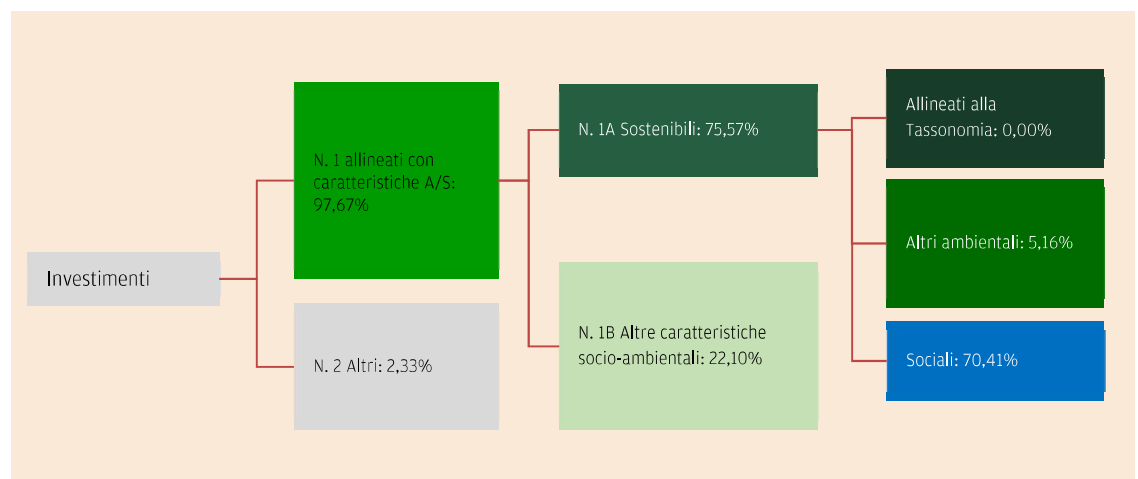 Investimenti
N. 1 allineati con
caratteristiche A/S:
97,67%
N. 2 Altri: 2,33%
N. 1A Sostenibili: 75,57%
N. 1B Altre caratteristiche
socio-ambientali: 22,10%
Allineati alla
Tassonomia: 0,00%
Altri ambientali: 5,16%
Sociali: 70,41%